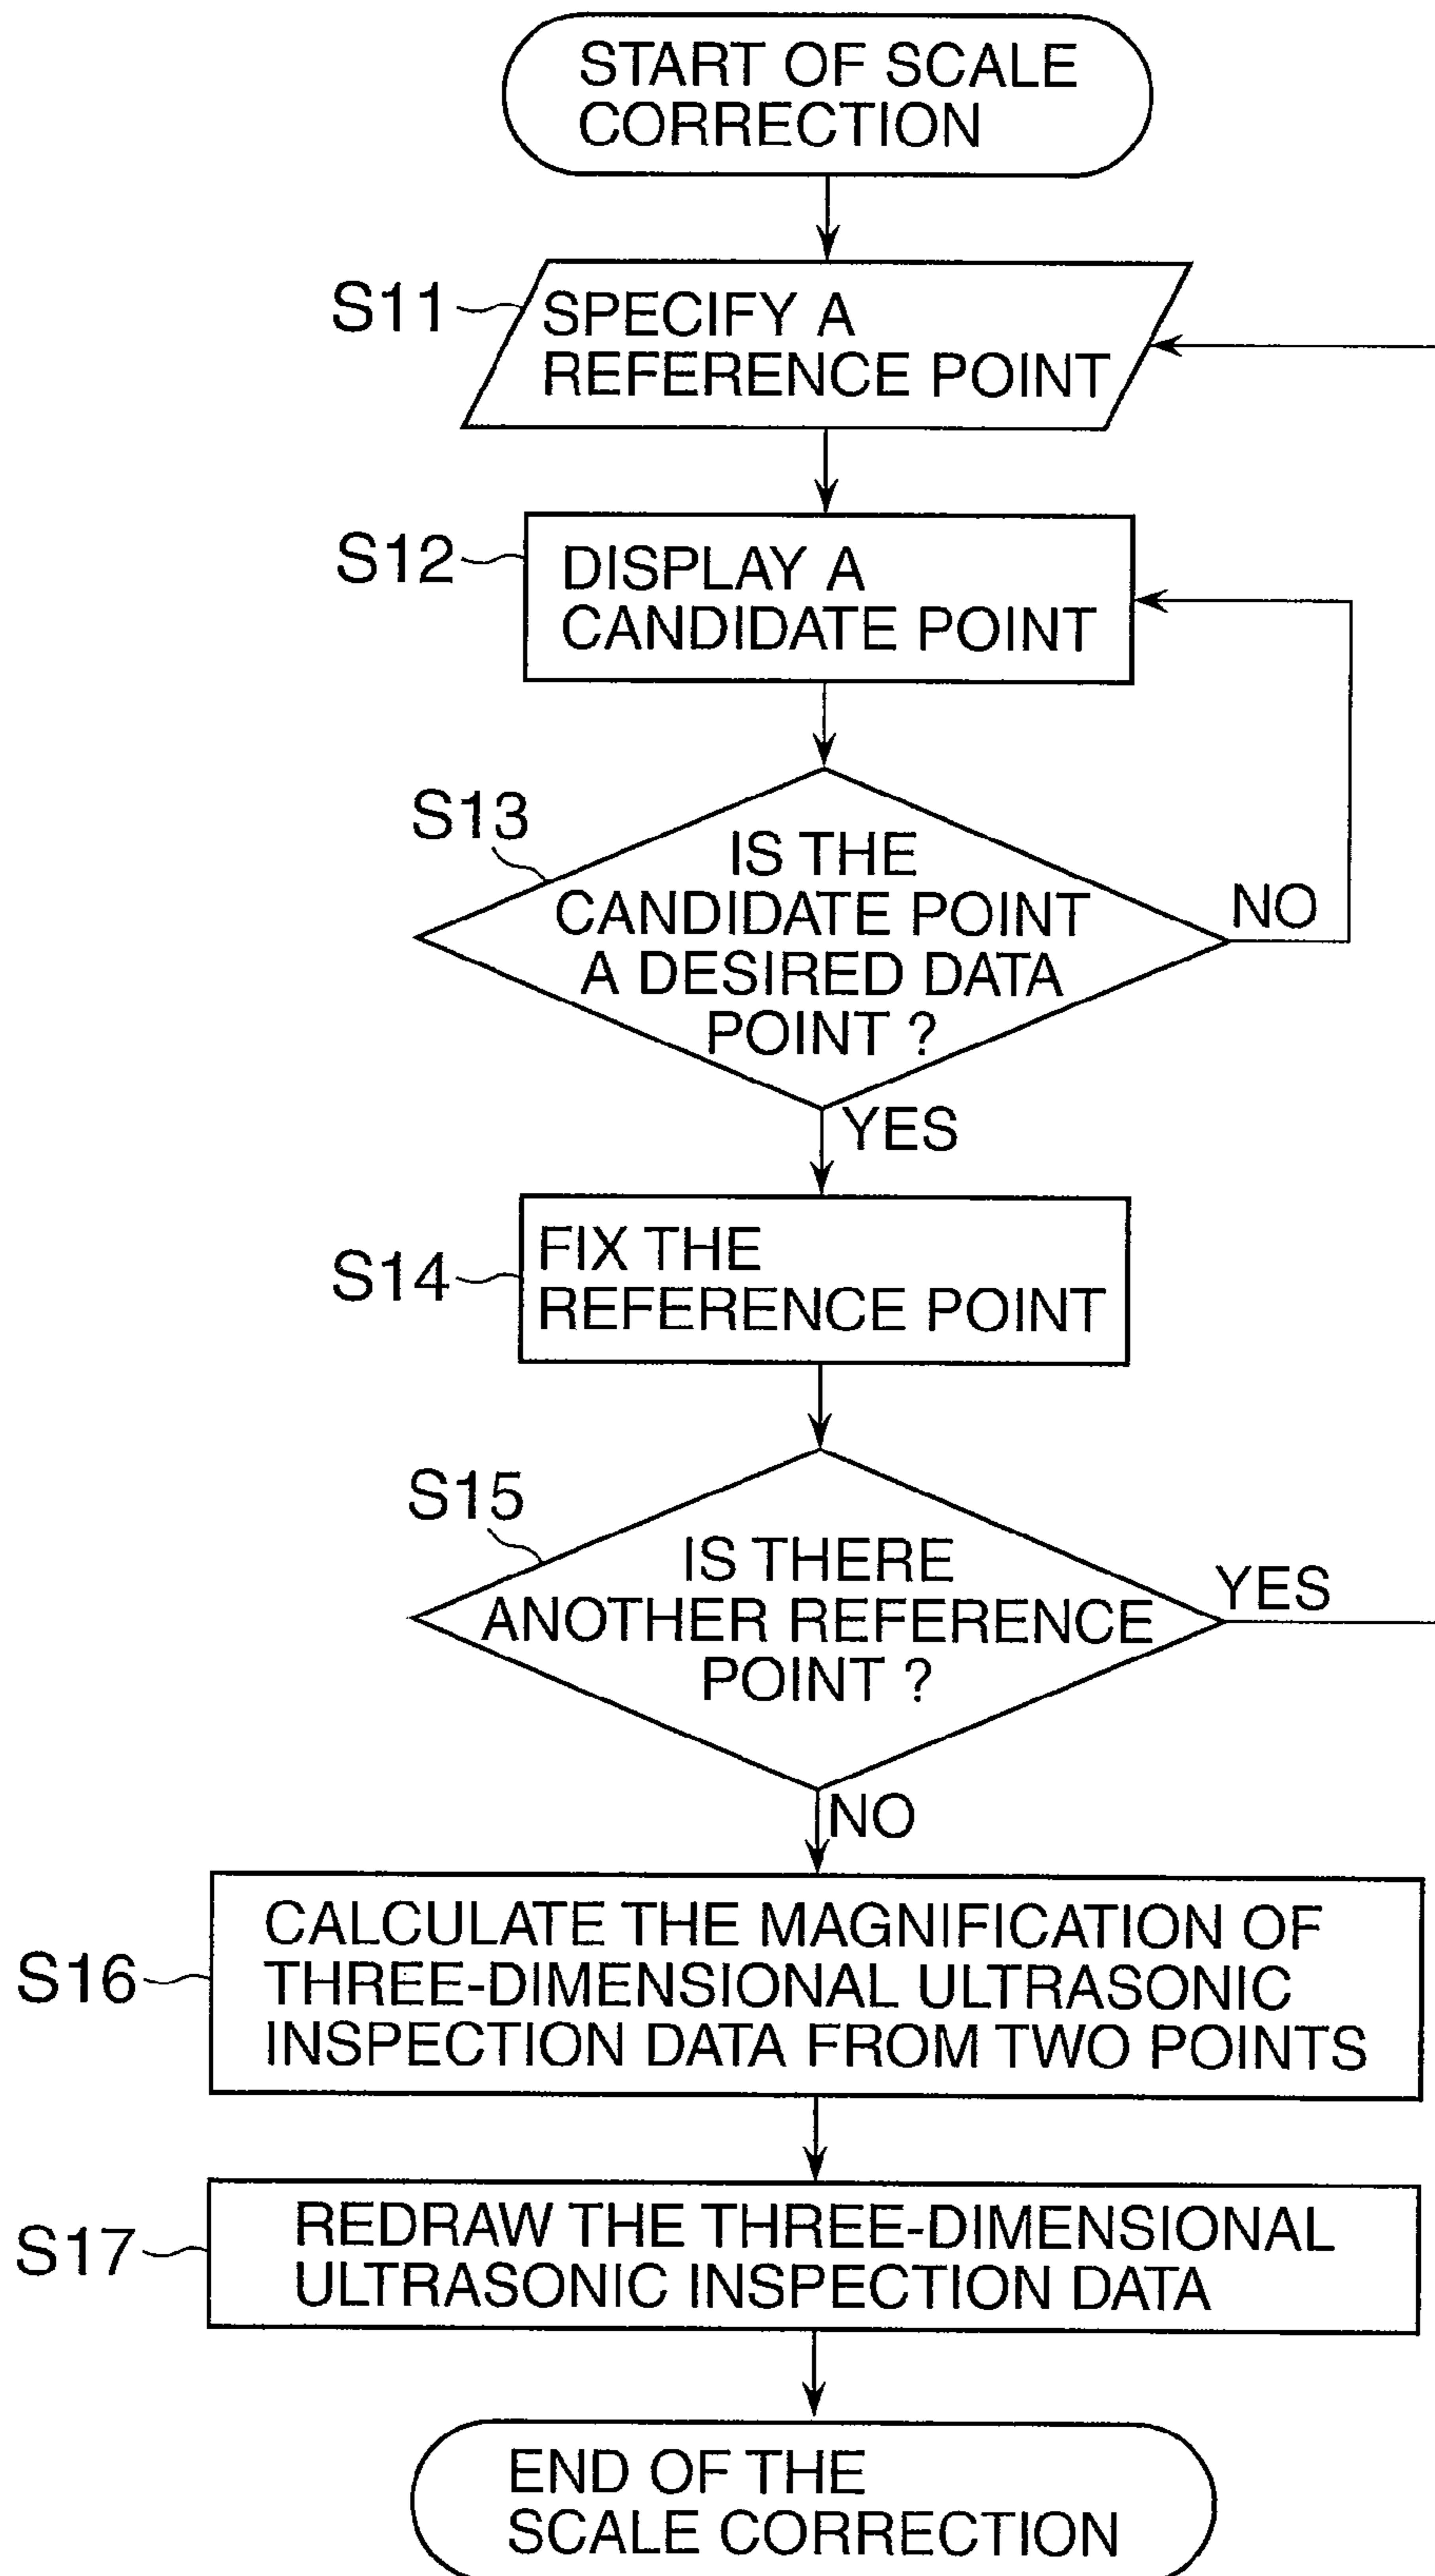 START OF SCALE
CORRECTION
S11
SPECIFY A
REFERENCE POINT
S12
DISPLAY A
CANDIDATE POINT
S13
IS THE
CANDIDATE POINT
A DESIRED DATA
POINT ?
NO
YES
S14
FIX THE
REFERENCE POINT
S15
IS THERE
ANOTHER REFERENCE
POINT ?
YES
NO
S16
CALCULATE THE MAGNIFICATION OF
THREE-DIMENSIONAL ULTRASONIC
INSPECTION DATA FROM TWO POINTS
S17
REDRAW THE THREE-DIMENSIONAL
ULTRASONIC INSPECTION DATA
END OF THE
SCALE CORRECTION